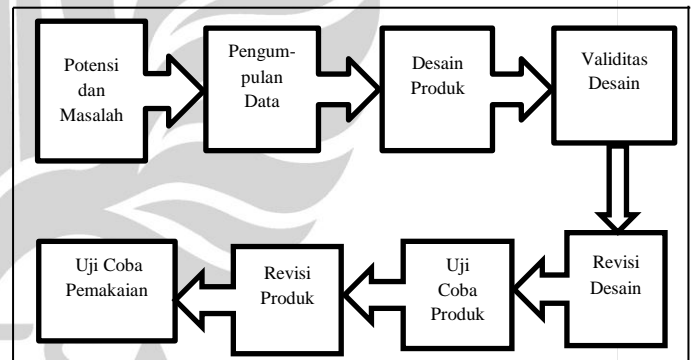 Potensi
dan
Masalah
Pengum-
pulan
Data
Desain
Produk
Validitas
Desain
Revisi
Desain
Uji
Coba
Produk
Revisi
Produk
Uji Coba
Pemakaian